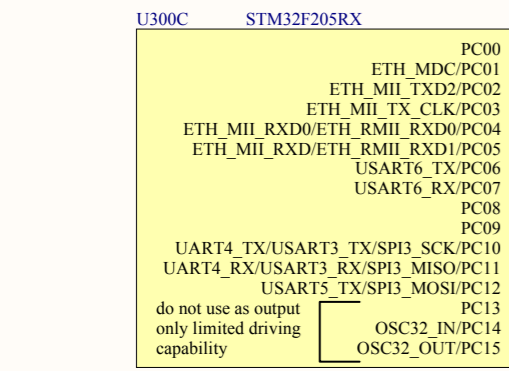 U300C STM32F205RX
PC00
ETH_MDC/PC01
ETH_MII_TXD2/PC02
ETH_MII_TX_CLK/PC03
ETH_MII_RXD0/ETH_RMII_RXD0/PC04
ETH_MII_RXD/ETH_RMII_RXD1/PC05
USART6_TX/PC06
USART6_RX/PC07
PC08
PC09
UART4_TX/USART3_TX/SPI3_SCK/PC10
UART4_RX/USART3_RX/SPI3_MISO/PC11
USART5_TX/SPI3_MOSI/PC12
do not use as output PC13
only limited driving OSC32_IN/PC14
capability OSC32_OUT/PC15